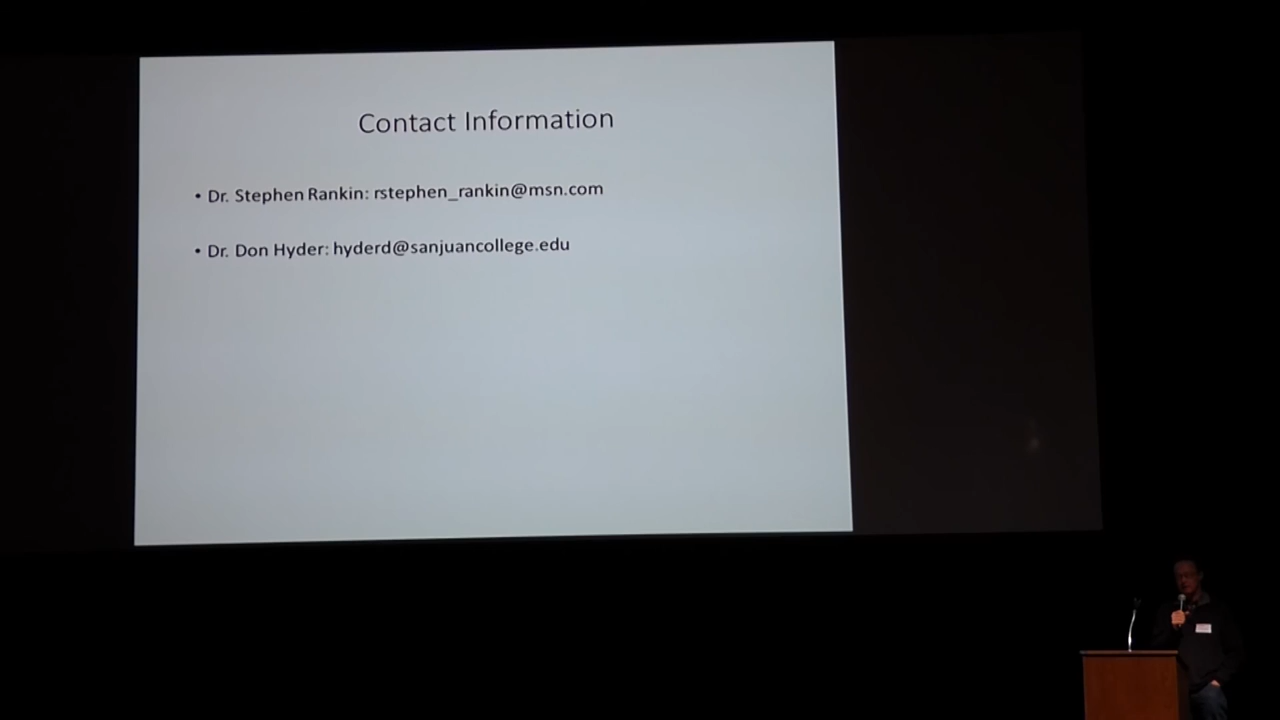 Contact Information
• Dr. Stephen Rankin: rstephen_rankin@msn.com
• Dr. Don Hyder: hyderd@sanjuancollege.edu